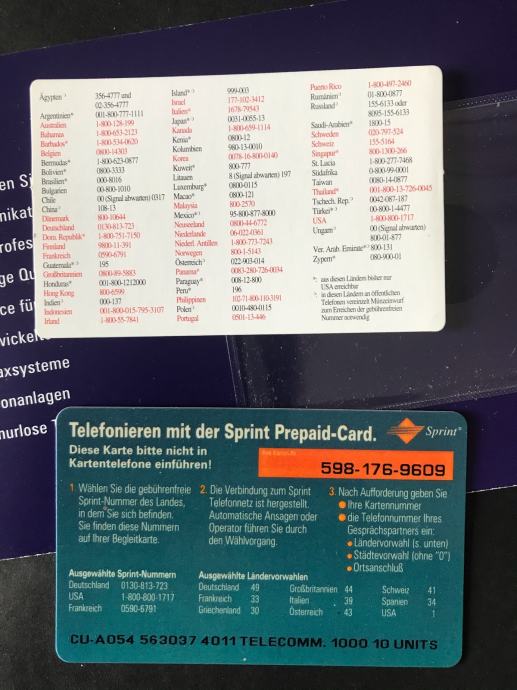 Ägypten ²⁾ 356-4777 und
02-356-4777
Argentinien* 001-800-777-1111
Australien 1-800-128-199
Bahamas 1-800-653-2123
Barbados* 1-800-534-0620
Belgien 0800-14303
Bermudas* 1-800-623-0877
Bolivien* 0800-3333
Brasilien* 000-8016
Bulgarien 00-800-1010
Chile 00 (Signal abwarten) 0317
China 108-13
Dänemark 800-10644
Deutschland 0130-813-723
Dom. Republik* 1-800-751-7150
Finnland 9800-11-391
Frankreich 0590-6791
Guatemala* 195
Großbritannien 0800-89-5883
Honduras* 001-800-1212000
Hong Kong 800-6599
Indien 000-137
Indonesien 001-800-015-795-3107
Irland 1-800-55-7841
Island* 999-003
Israel 177-102-3412
Italien* 1678-79543
Japan* 0031-0055-13
Kanada 1-800-659-1114
Kenia* 0800-12
Kolumbien 980-13-0010
Korea 0078-16-800-0140
Kuweit* 800-777
Litauen 8 (Signal abwarten) 197
Luxemburg* 0800-0115
Macao* 0800-121
Malaysia 800-2570
Mexico* 95-800-877-8000
Neuseeland 0800-44-6772
Niederlande 06-022-0361
Niederl. Antillen 1-800-773-7243
Norwegen 800-1-5143
Österreich 022-903-014
Panama* 0083-280-726-0034
Paraguay* 008-12-800
Peru* 196
Philippinen 102-71-800-110-3191
Polen 0010-480-0115
Portugal 0501-13-446
Puerto Rico 1-800-497-2460
Rumänien 01-800-0877
Russland 155-6133 oder
8095-155-6133
Saudi-Arabien* 1800-15
Schweden 020-797-524
Schweiz 155-5164
Singapur* 800-1300-266
St. Lucia 1-800-277-7468
Südafrika 0-800-99-0001
Taiwan 0080-14-0877
Thailand* 001-800-13-726-0045
Tschech. Rep. 0042-087-187
Türkei* 00-800-1-4477
USA 1-800-800-1717
Ungarn 00 (Signal abwarten)
800-01-877
Ver. Arab. Emirate* 800-131
Zypern* 080-900-01
*: aus diesen Ländern bisher nur
USA erreichbar
in diesen Ländern an öffentlichen
Telefonen vereinzelt Münzeinwurf
zum Erreichen der gebührenfreien
Nummer notwendig
en
nikat
rofes
ge Qu
ce fü
wickelt
axsysteme
onanlagen
nurlose T
Telefonieren mit der Sprint Prepaid-Card.
Sprint
Diese Karte bitte nicht in
Kartentelefone einführen!
598-176-9609
1. Wählen Sie die gebührenfreie
Sprint-Nummer des Landes,
in dem Sie sich befinden.
Sie finden diese Nummern
auf Ihrer Begleitkarte.
2. Die Verbindung zum Sprint
Telefonnetz ist hergestellt.
Automatische Ansagen oder
Operator führen Sie durch
den Wählvorgang.
3. Nach Aufforderung geben Sie
● Ihre Kartennummer
● die Telefonnummer Ihres
Gesprächspartners ein:
● Ländervorwahl (s. unten)
● Städtevorwahl (ohne "0")
● Ortsanschluß
Ausgewählte Sprint-Nummern
Deutschland 0130-813-723
USA 1-800-800-1717
Frankreich 0590-6791
Ausgewählte Ländervorwahlen
Deutschland 49 Großbritannien 44 Schweiz 41
Frankreich 33 Italien 39 Spanien 34
Griechenland 30 Österreich 43 USA 1
CU-A054 563037 4011 TELECOMM. 1000 10 UNITS